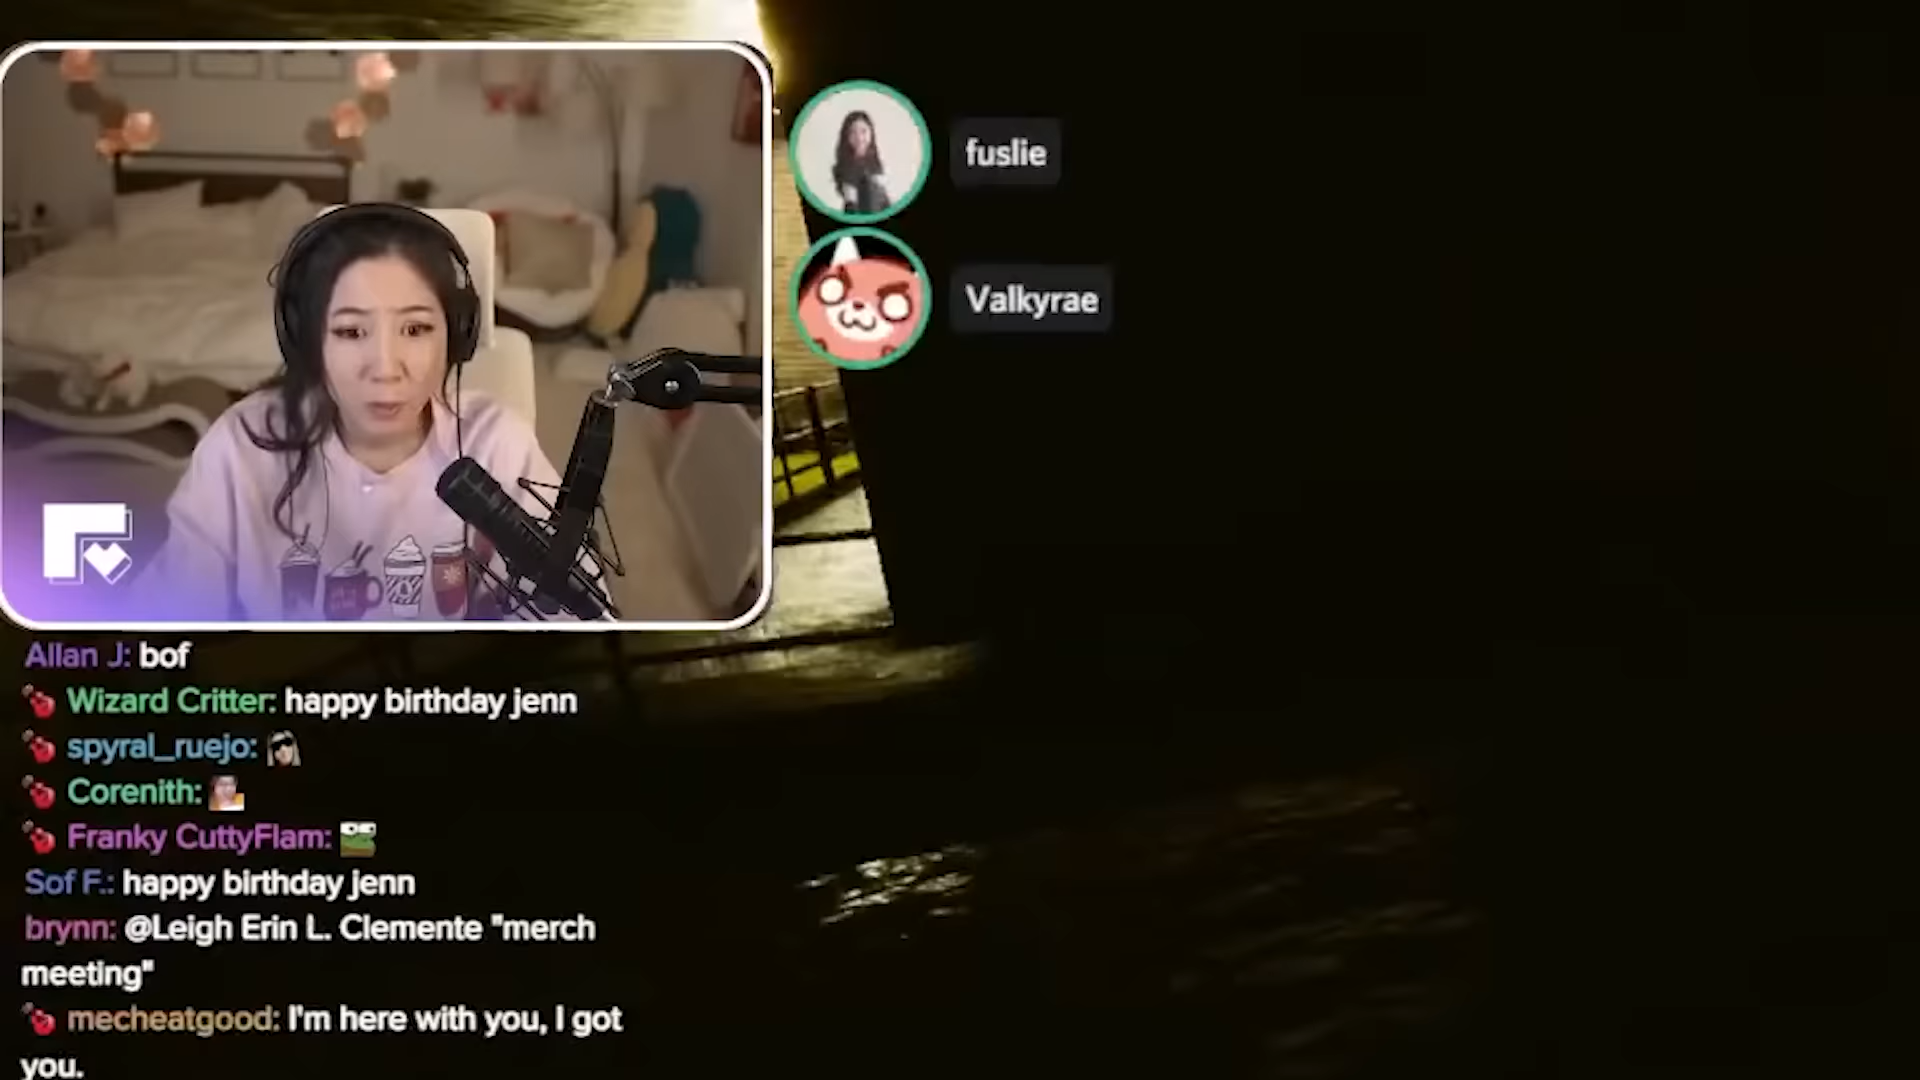 fuslie
Valkyrae
Allan J: bof
Wizard Critter: happy birthday jenn
spyral_ruejo:
Corenith:
Franky CuttyFlam:
Sof F.: happy birthday jenn
brynn: @Leigh Erin L. Clemente "merch
meeting"
mecheatgood: I'm here with you, I got
you.